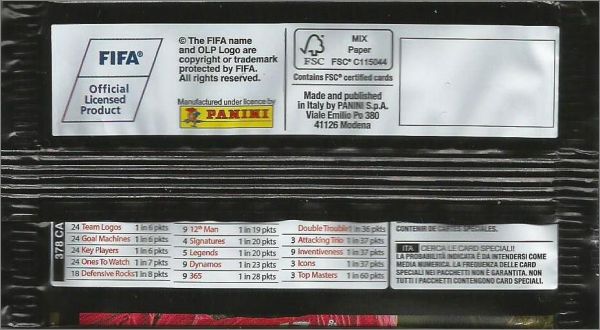 FIFA®
Official
Licensed
Product
© The FIFA name
and OLP Logo are
copyright or trademark
protected by FIFA.
All rights reserved.
Manufactured under licence by
PANINI
FSC
MIX
Paper
FSC® C115044
Contains FSC® certified cards
Made and published
in Italy by PANINI S.p.A.
Viale Emilio Po 380
41126 Modena
378 CA
24 Team Logos 1 in 6 pkts
24 Goal Machines 1 in 6 pkts
24 Key Players 1 in 6 pkts
24 Ones To Watch 1 in 7 pkts
18 Defensive Rocks 1 in 8 pkts
9 12th Man 1 in 19 pkts
4 Signatures 1 in 20 pkts
5 Legends 1 in 20 pkts
9 Dynamos 1 in 23 pkts
9 365 1 in 28 pkts
Double Trouble 1 in 36 pkts
3 Attacking Trio 1 in 37 pkts
9 Inventiveness 1 in 37 pkts
3 Icons 1 in 37 pkts
3 Top Masters 1 in 60 pkts
CONTENIR DE CARTES SPECIALES.
ITA CERCA LE CARD SPECIALI!
LA PROBABILITÀ INDICATA È DA INTENDERSI COME
MEDIA NUMERICA. LA FREQUENZA DELLE CARD
SPECIALI NEI PACCHETTI NON È GARANTITA. NON
TUTTI I PACCHETTI CONTENGONO CARD SPECIALI.